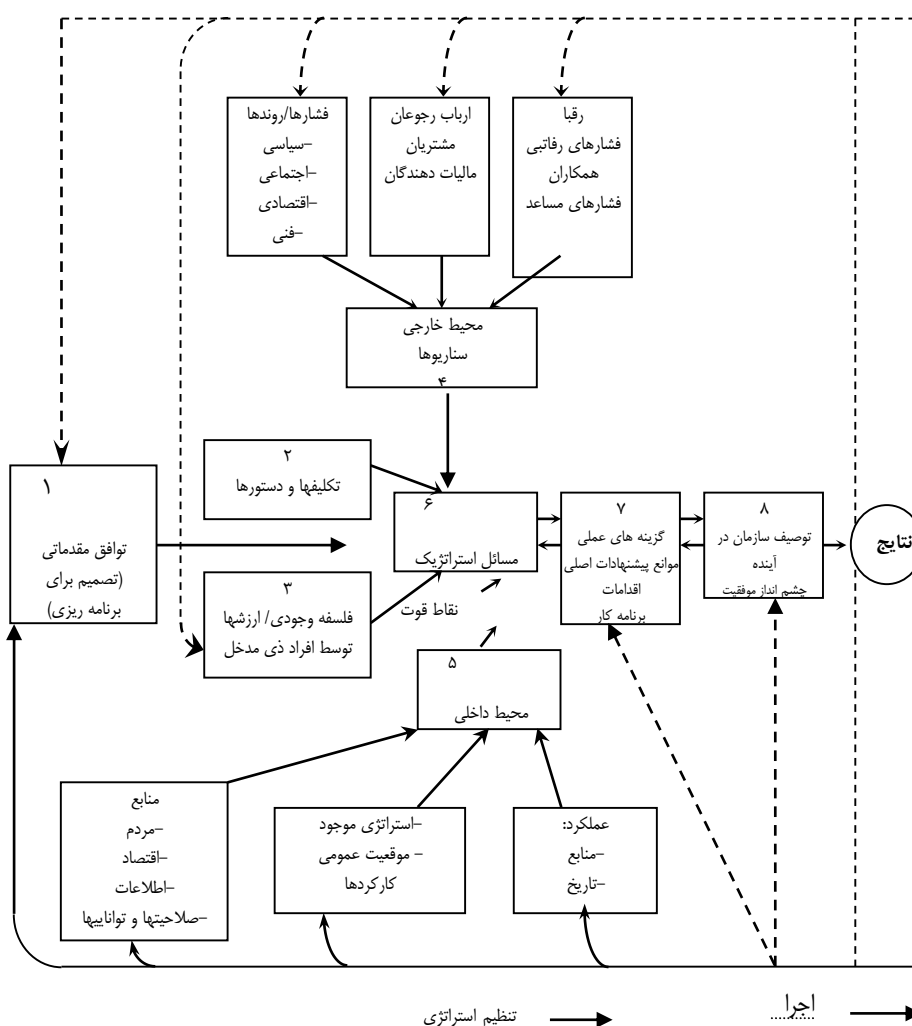 فشارها/روندها
–سیاسی
–اجتماعی
–اقتصادی
–فنی
ارباب رجوعان
مشتریان
مالیات دهندگان
رقبا
فشارهای رفاتبی
همکاران
فشارهای مساعد
محیط خارجی
سناریوها
۴
۱
توافق مقدماتی
(تصمیم برای
برنامه ریزی)
۲
تکلیفها و دستورها
۳
فلسفه وجودی/ ارزشها
توسط افراد ذی مدخل
۶
مسائل استراتژیک
نقاط قوت
۷
گزینه های عملی
موانع پیشنهادات اصلی
اقدامات
برنامه کار
۸
توصیف سازمان در
آینده
چشم انداز موفقیت
نتایج
۵
محیط داخلی
منابع
–مردم
–اقتصاد
–اطلاعات
–صلاحیتها و تواناییها
–استراتژی موجود
– موقعیت عمومی
کارکردها
عملکرد:
–منابع
–تاریخ
اجرا
تنظیم استراتژی